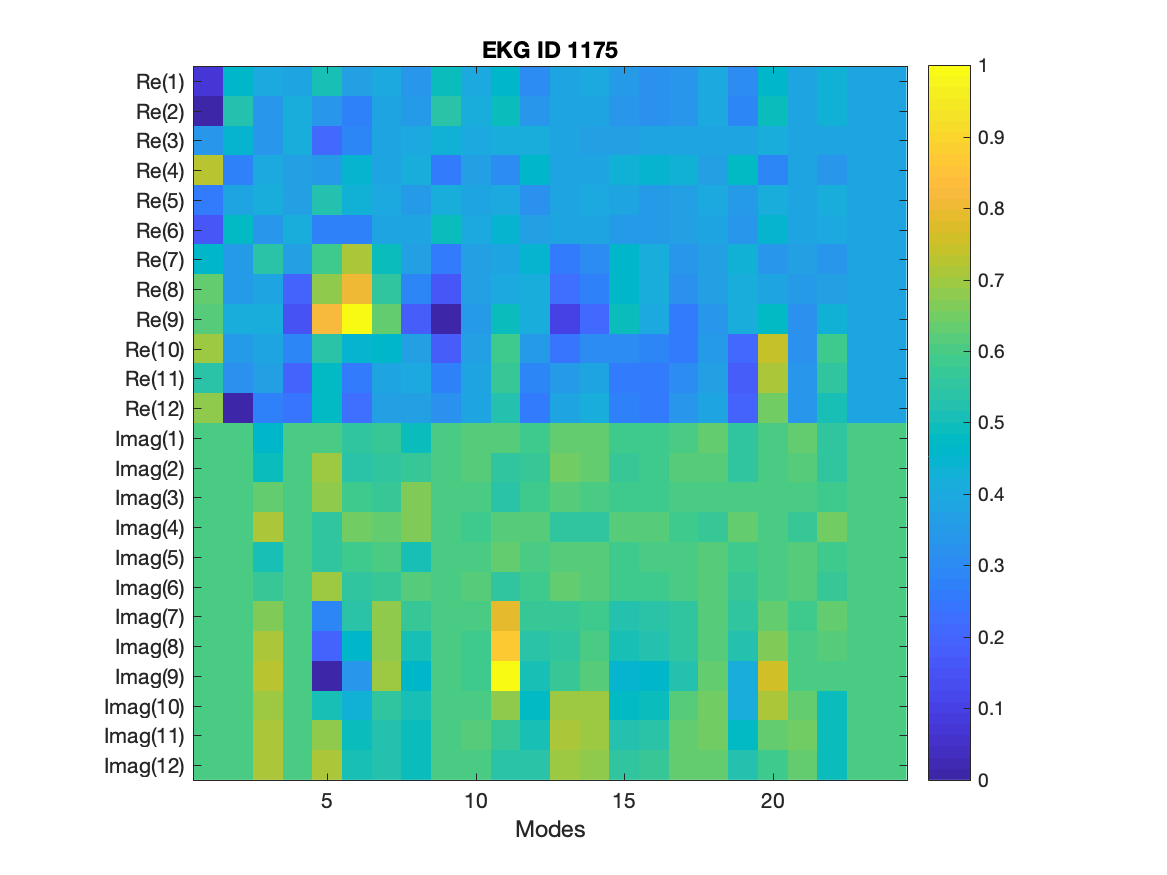 EKG ID 1175
Re(1)
Re(2)
Re(3)
Re(4)
Re(5)
Re(6)
Re(7)
Re(8)
Re(9)
Re(10)
Re(11)
Re(12)
Imag(1)
Imag(2)
Imag(3)
Imag(4)
Imag(5)
Imag(6)
Imag(7)
Imag(8)
Imag(9)
Imag(10)
Imag(11)
Imag(12)
5 10 15 20
Modes
1
0.9
0.8
0.7
0.6
0.5
0.4
0.3
0.2
0.1
0